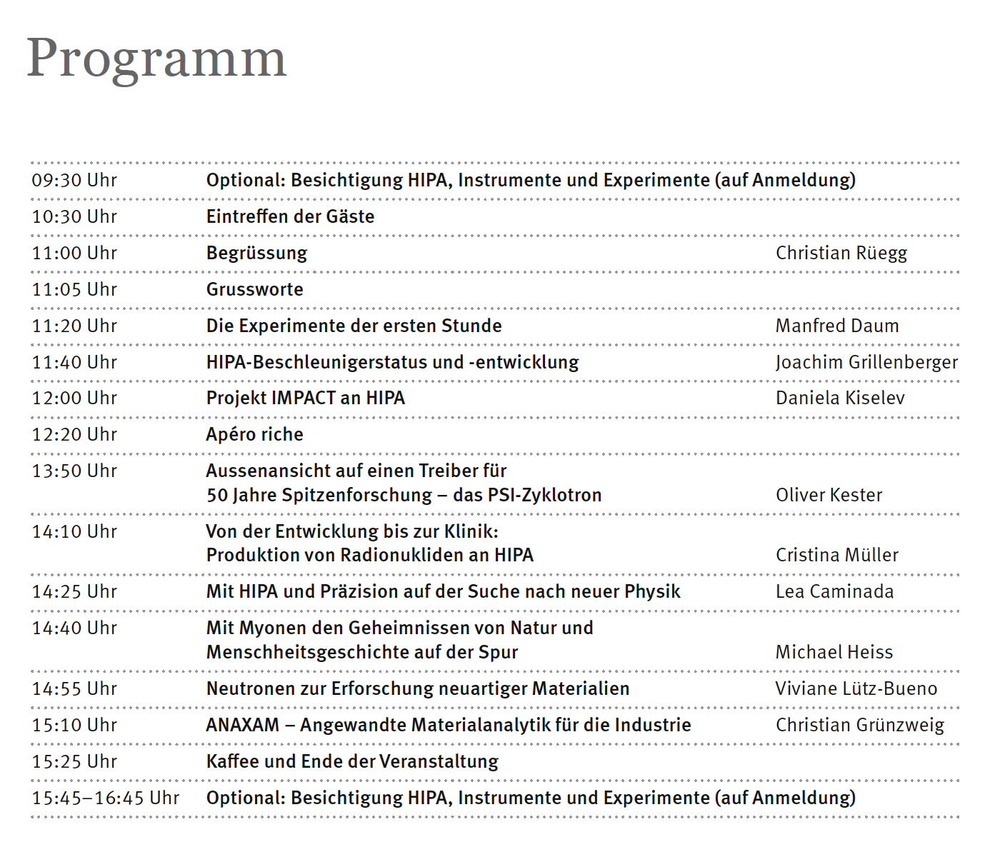 Programm
09:30 Uhr Optional: Besichtigung HIPA, Instrumente und Experimente (auf Anmeldung)
10:30 Uhr Eintreffen der Gäste
11:00 Uhr Begrüssung Christian Rüegg
11:05 Uhr Grussworte
11:20 Uhr Die Experimente der ersten Stunde Manfred Daum
11:40 Uhr HIPA-Beschleunigerstatus und -entwicklung Joachim Grillenberger
12:00 Uhr Projekt IMPACT an HIPA Daniela Kiselev
12:20 Uhr Apéro riche
13:50 Uhr Aussenansicht auf einen Treiber für
50 Jahre Spitzenforschung – das PSI-Zyklotron Oliver Kester
14:10 Uhr Von der Entwicklung bis zur Klinik:
Produktion von Radionukliden an HIPA Cristina Müller
14:25 Uhr Mit HIPA und Präzision auf der Suche nach neuer Physik Lea Caminada
14:40 Uhr Mit Myonen den Geheimnissen von Natur und
Menschheitsgeschichte auf der Spur Michael Heiss
14:55 Uhr Neutronen zur Erforschung neuartiger Materialien Viviane Lütz-Bueno
15:10 Uhr ANAXAM – Angewandte Materialanalytik für die Industrie Christian Grünzweig
15:25 Uhr Kaffee und Ende der Veranstaltung
15:45–16:45 Uhr Optional: Besichtigung HIPA, Instrumente und Experimente (auf Anmeldung)